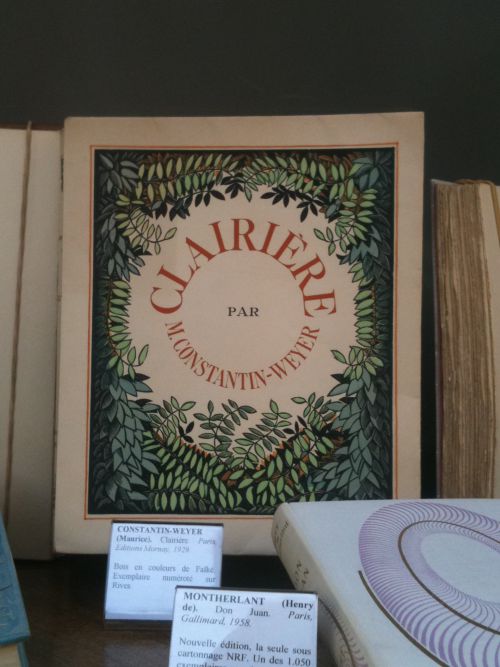 CLAIRIÈRE
PAR
M. CONSTANTIN-WEYER
CONSTANTIN-WEYER
(Maurice). Clairière. Paris,
Editions Mornay, 1929.
Bois en couleurs de Falké.
Exemplaire numéroté sur
Rives.
MONTHERLANT (Henry
de). Don Juan. Paris,
Gallimard, 1958.
Nouvelle édition, la seule sous
cartonnage NRF. Un des 1.050